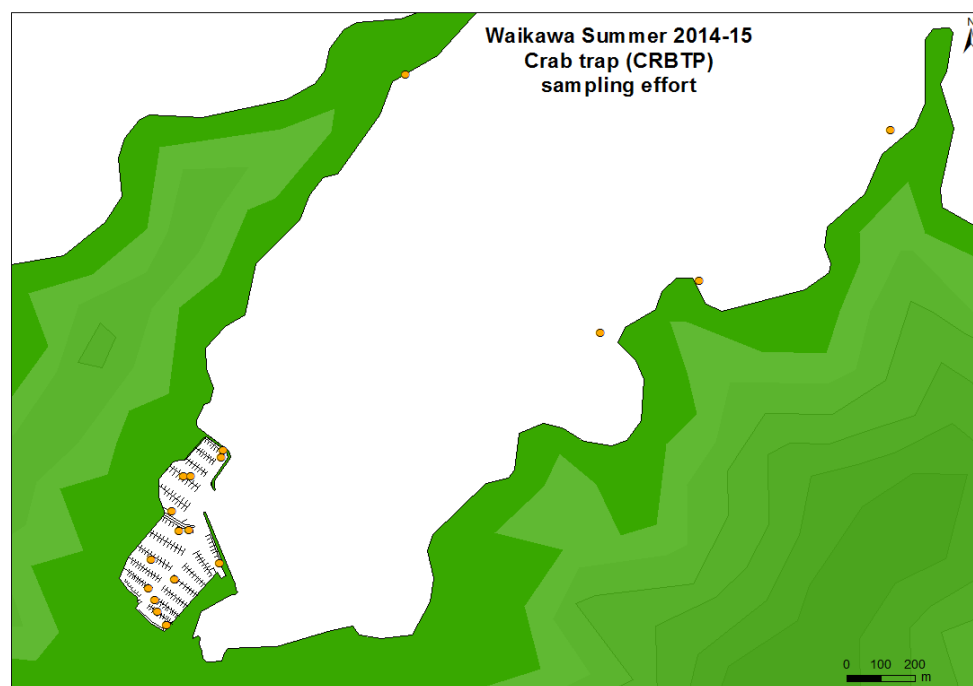 Waikawa Summer 2014-15
Crab trap (CRBTP)
sampling effort
N
0 100 200
m